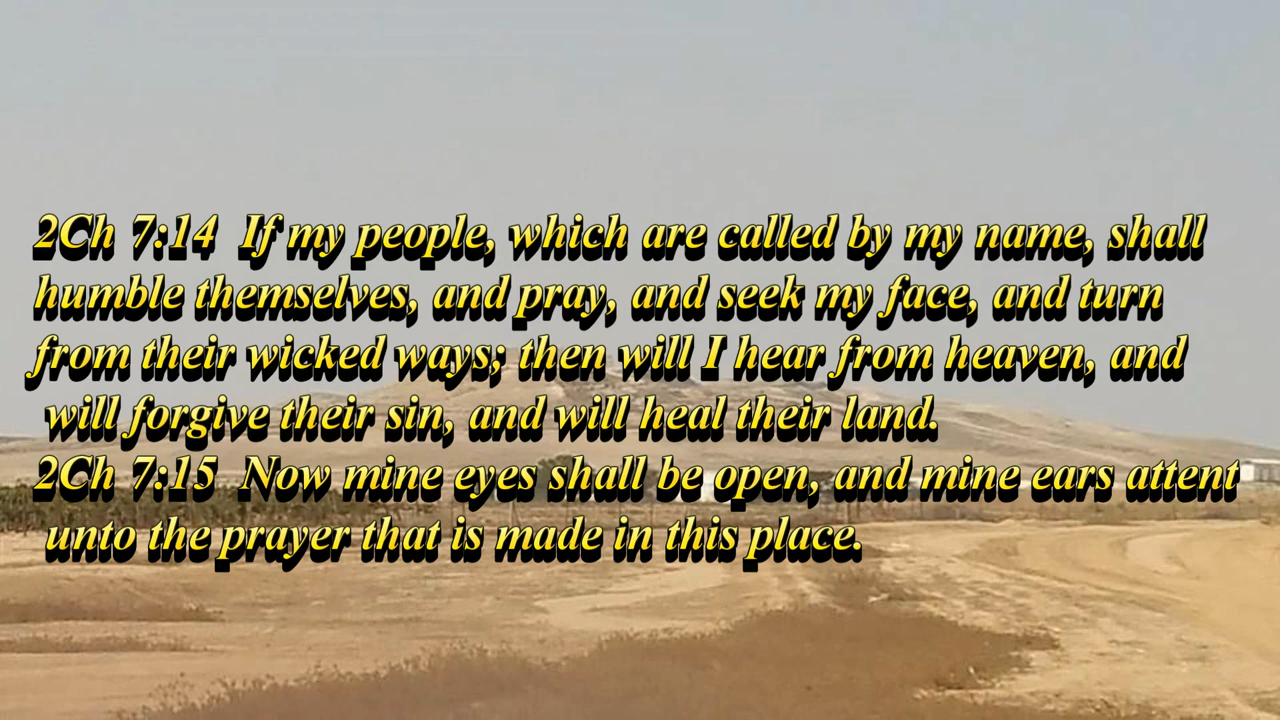 2Ch 7:14 If my people, which are called by my name, shall
humble themselves, and pray, and seek my face, and turn
from their wicked ways; then will I hear from heaven, and
will forgive their sin, and will heal their land.
2Ch 7:15 Now mine eyes shall be open, and mine ears attent
unto the prayer that is made in this place.